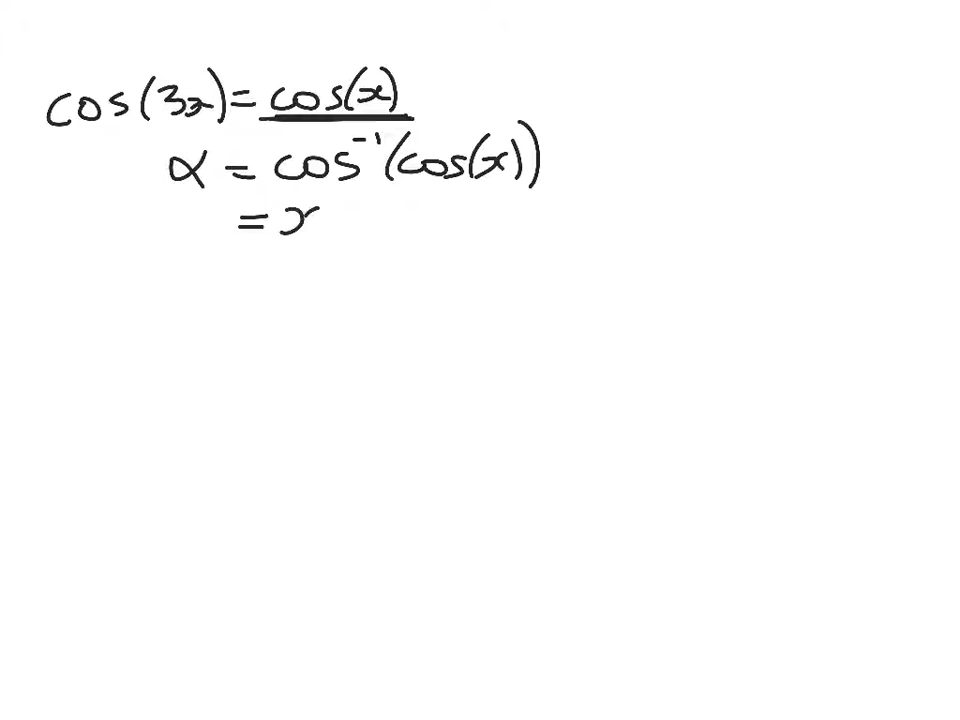 cos(3x)=cos(x)
α = cos⁻¹(cos(x))
= x